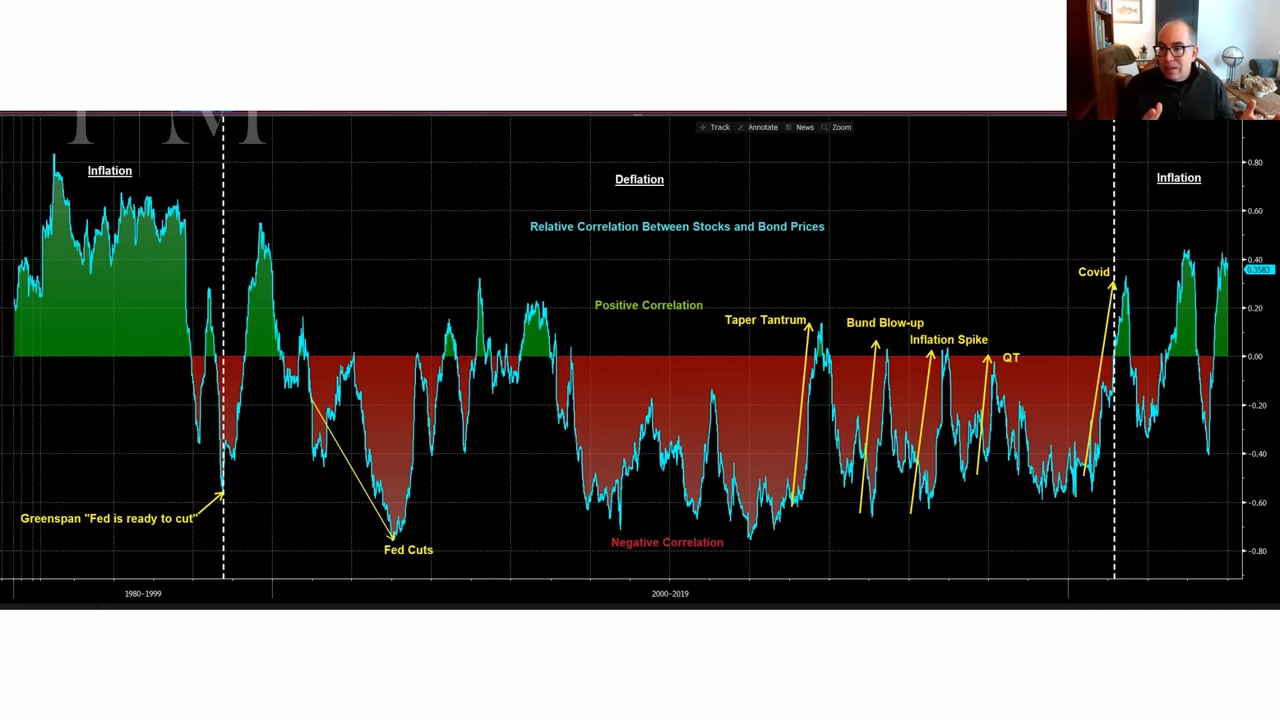 Track Annotate News Zoom
Inflation
Deflation
Inflation
Relative Correlation Between Stocks and Bond Prices
Positive Correlation
Covid
Taper Tantrum
Bund Blow-up
Inflation Spike
QT
Greenspan "Fed is ready to cut"
Fed Cuts
Negative Correlation
0.80
0.60
0.40
0.3583
0.20
0.00
-0.20
-0.40
-0.60
-0.80
1980-1999
2000-2019